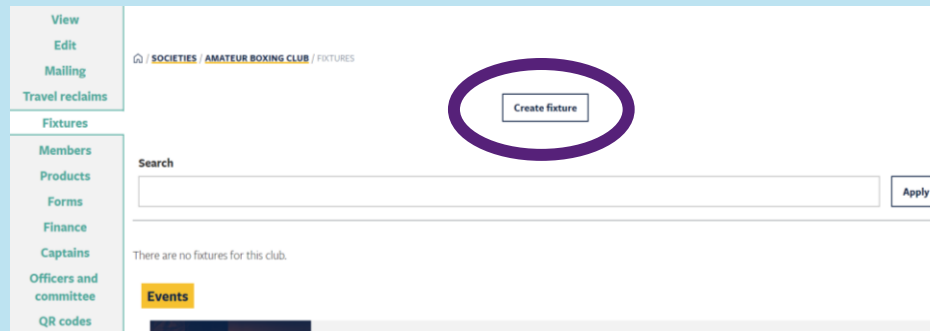 View
Edit
Mailing
Travel reclaims
Fixtures
Members
Products
Forms
Finance
Captains
Officers and
committee
QR codes
/ SOCIETIES / AMATEUR BOXING CLUB / FIXTURES
Create fixture
Search
Apply
There are no fixtures for this club.
Events